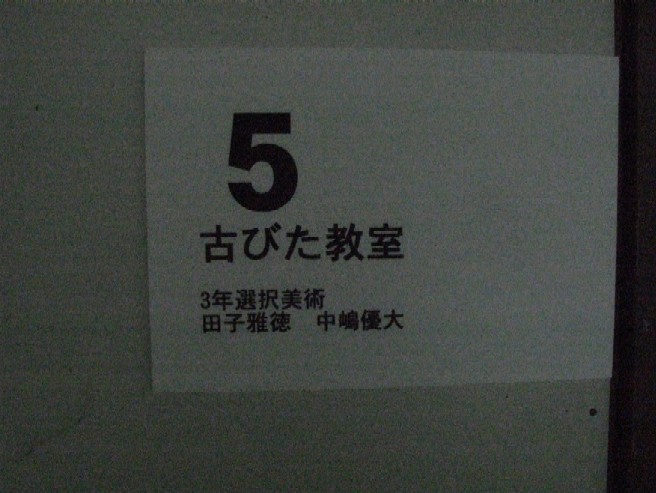 5
古びた教室
3年選択美術
田子雅徳　中嶋優大